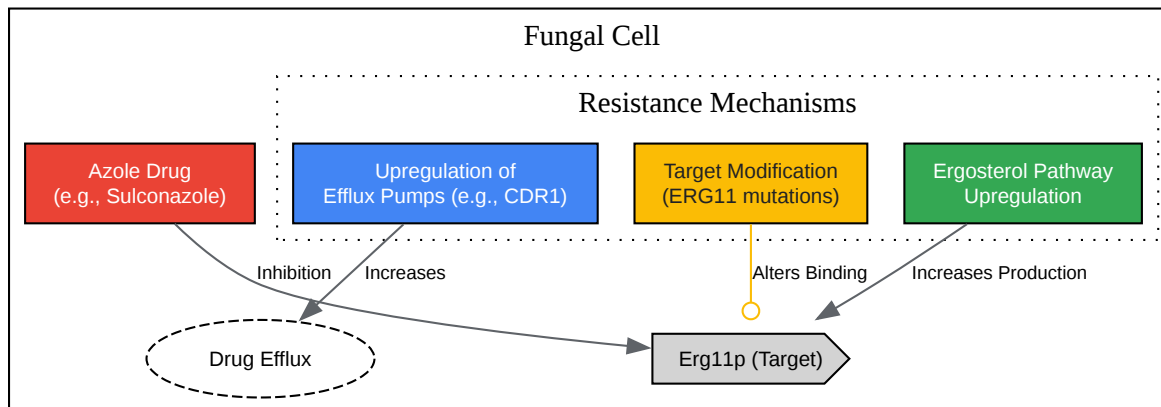 Fungal Cell
Resistance Mechanisms
Azole Drug
(e.g., Sulconazole)
Upregulation of
Efflux Pumps (e.g., CDR1)
Target Modification
(ERG11 mutations)
Ergosterol Pathway
Upregulation
Inhibition
Increases
Alters Binding
Increases Production
Drug Efflux
Erg11p (Target)